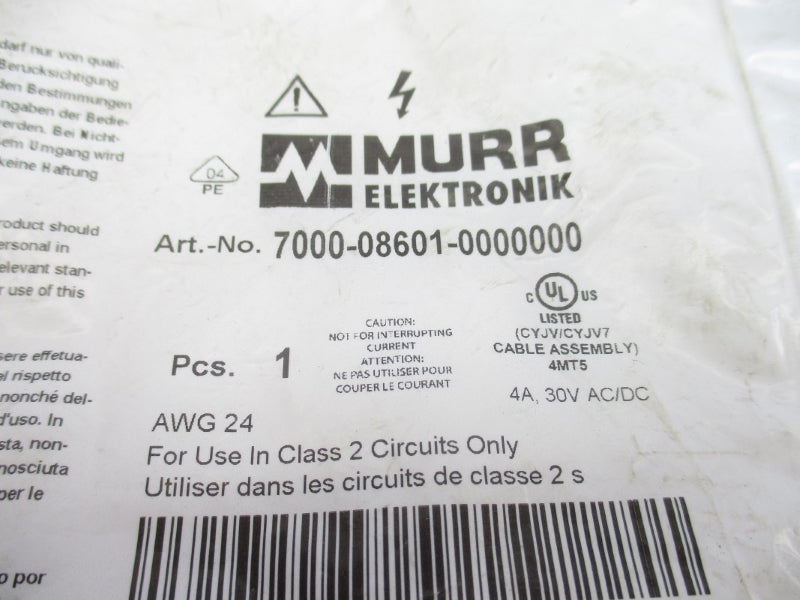 darf nur von quali-
Berücksichtigung
den Bestimmungen
ngaben der Bedie-
erden. Bei Nicht-
em Umgang wird
keine Haftung
roduct should
ersonal in
elevant stan-
r use of this
sere effetua-
al rispetto
nonché del-
d'uso. In
sta, non-
nosciuta
per le
o por
04
PE
MURR
ELEKTRONIK
Art.-No. 7000-08601-0000000
C UL US
LISTED
(CYJV/CYJV7
CABLE ASSEMBLY)
4MT5
4A, 30V AC/DC
CAUTION:
NOT FOR INTERRUPTING
CURRENT
ATTENTION:
NE PAS UTILISER POUR
COUPER LE COURANT
Pcs. 1
AWG 24
For Use In Class 2 Circuits Only
Utiliser dans les circuits de classe 2 s